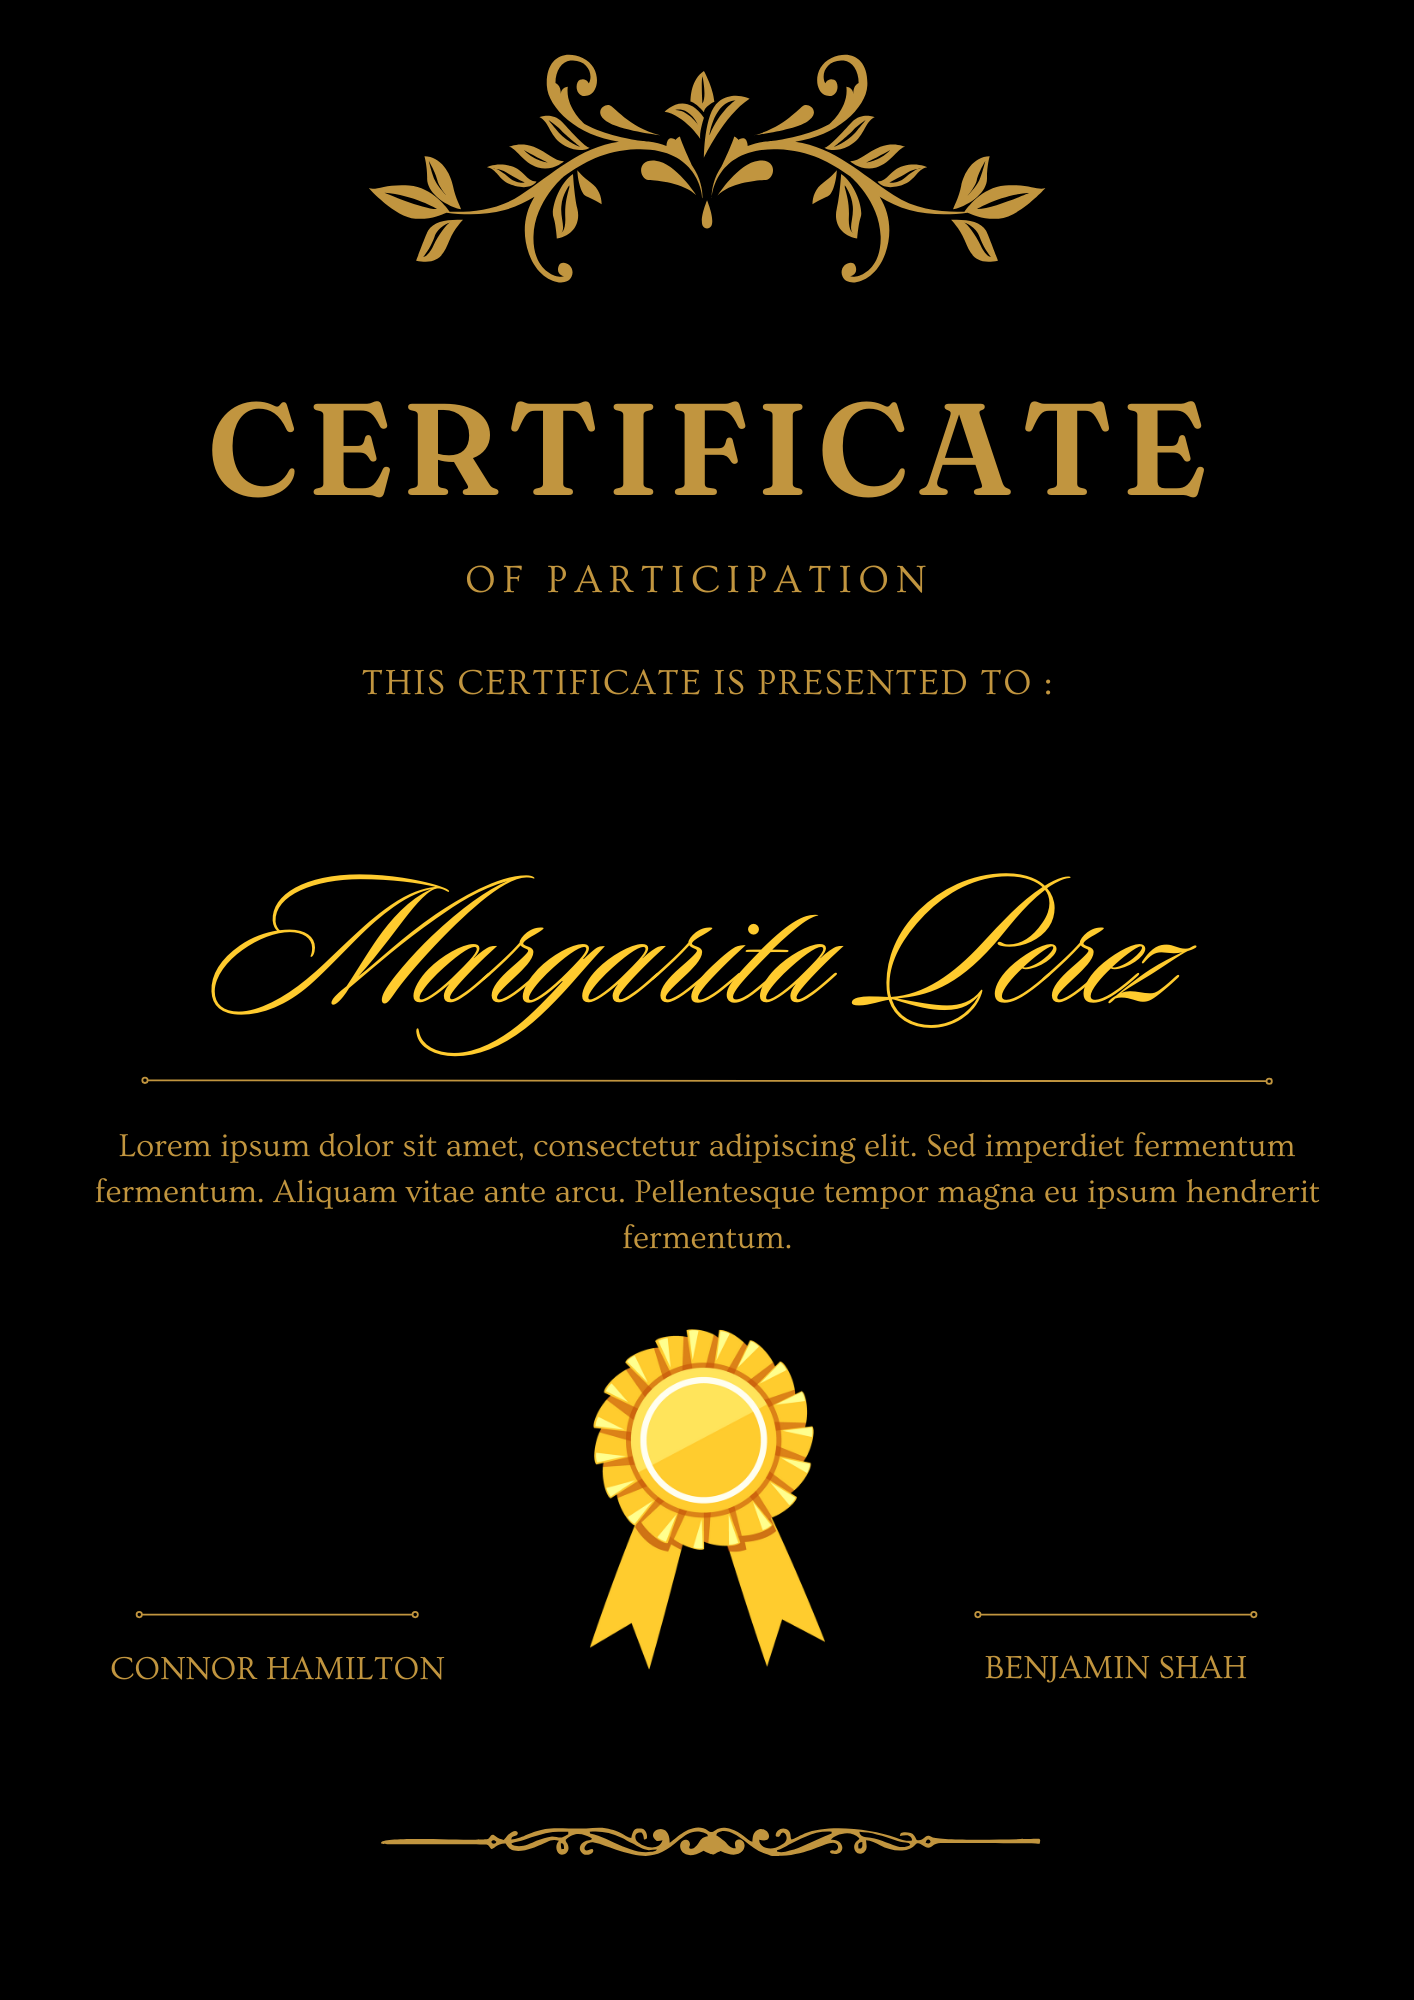 CERTIFICATE
OF PARTICIPATION
THIS CERTIFICATE IS PRESENTED TO :
Margarita Perez
Lorem ipsum dolor sit amet, consectetur adipiscing elit. Sed imperdiet fermentum
fermentum. Aliquam vitae ante arcu. Pellentesque tempor magna eu ipsum hendrerit
fermentum.
CONNOR HAMILTON
BENJAMIN SHAH